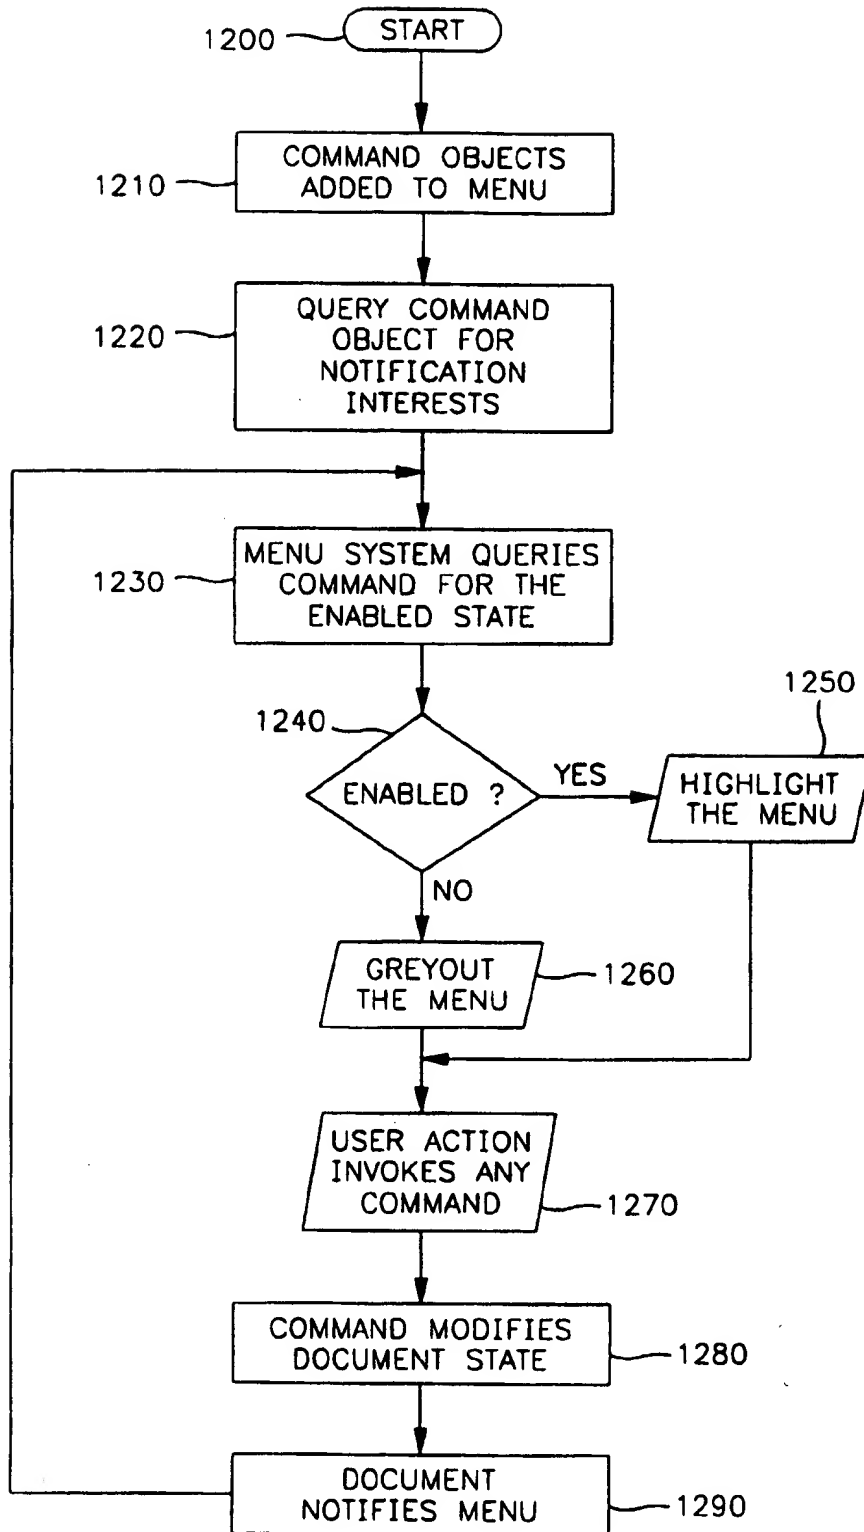 START
1200
COMMAND OBJECTS
ADDED TO MENU
1210
QUERY COMMAND
OBJECT FOR
NOTIFICATION
INTERESTS
1220
MENU SYSTEM QUERIES
COMMAND FOR THE
ENABLED STATE
1230
1240
ENABLED ?
YES
1250
HIGHLIGHT
THE MENU
NO
GREYOUT
THE MENU
1260
USER ACTION
INVOKES ANY
COMMAND
1270
COMMAND MODIFIES
DOCUMENT STATE
1280
DOCUMENT
NOTIFIES MENU
1290